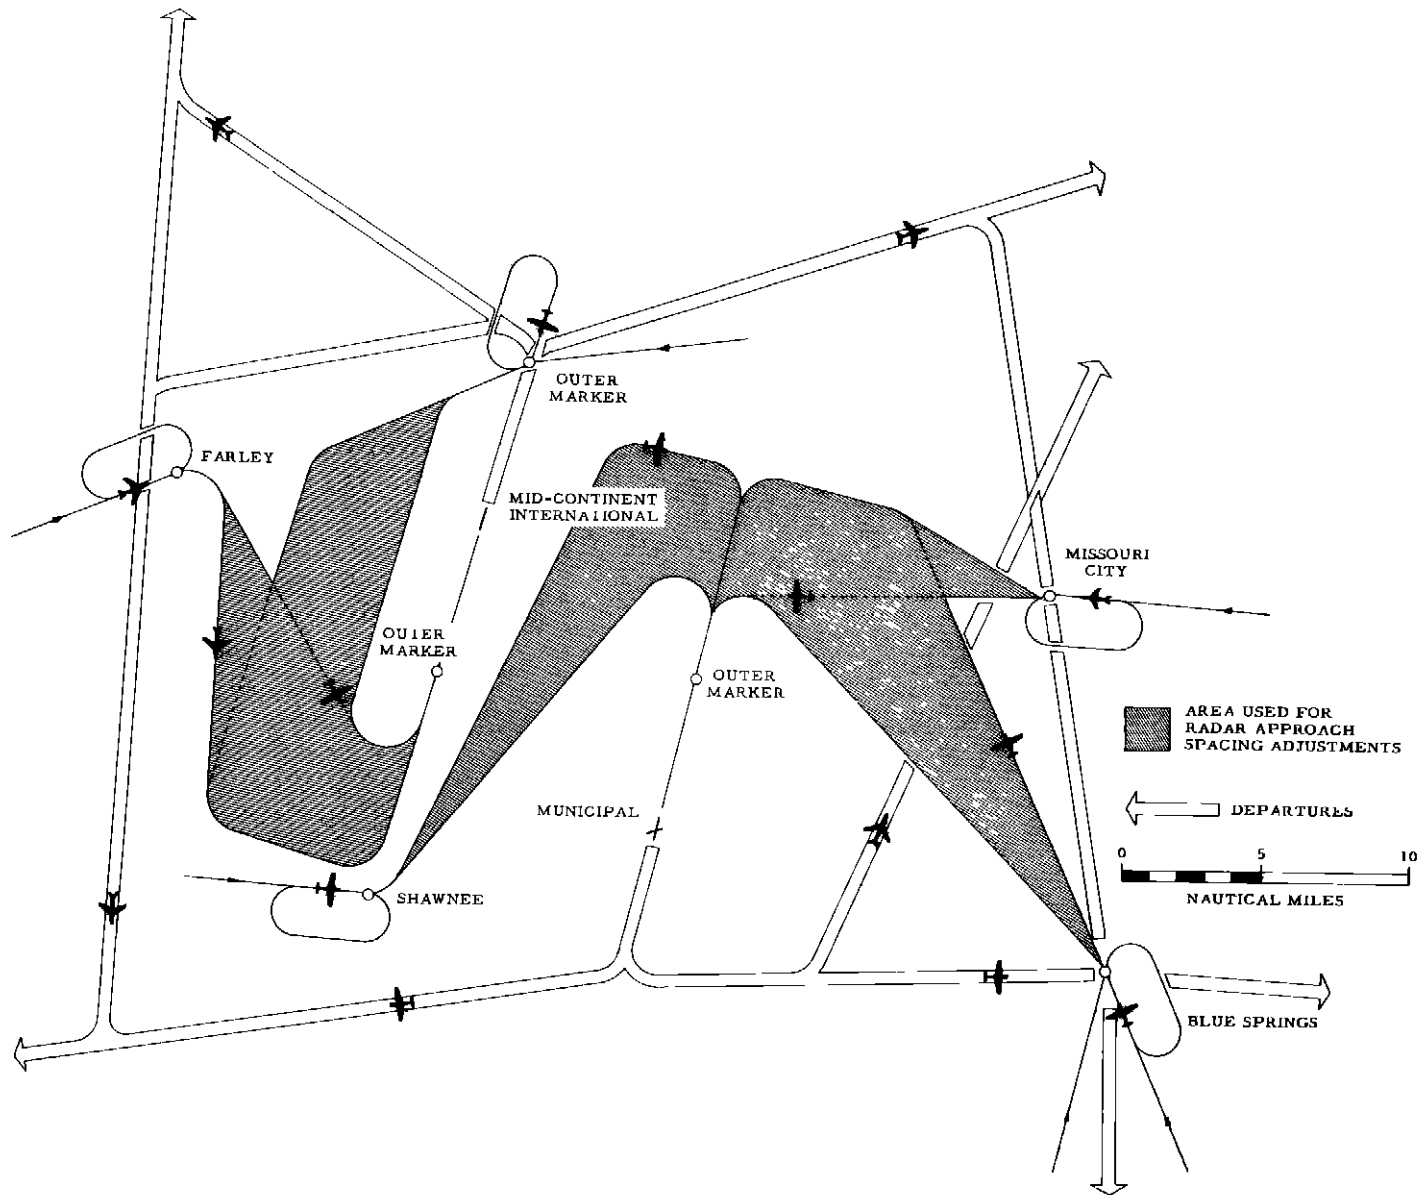 OUTER
MARKER
FARLEY
MID-CONTINENT
INTERNATIONAL
MISSOURI
CITY
OUTER
MARKER
OUTER
MARKER
AREA USED FOR
RADAR APPROACH
SPACING ADJUSTMENTS
MUNICIPAL
DEPARTURES
0 5 10
NAUTICAL MILES
SHAWNEE
BLUE SPRINGS